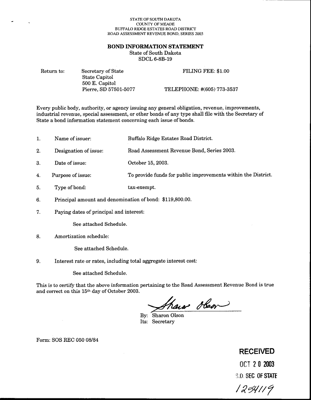 STATE OF SOUTH DAKOTA
COUNTY OF MEADE
BUFFALO RIDGE ESTATES ROAD DISTRICT
ROAD ASSESSMENT REVENUE BOND, SERIES 2003
BOND INFORMATION STATEMENT
State of South Dakota
SDCL 6-8B-19
Return to: Secretary of State FILING FEE: $1.00
State Capitol
500 E. Capitol
Pierre, SD 57501-5077 TELEPHONE: #(605) 773-3537
Every public body, authority, or agency issuing any general obligation, revenue, improvements,
industrial revenue, special assessment, or other bonds of any type shall file with the Secretary of
State a bond information statement concerning each issue of bonds.
1. Name of issuer: Buffalo Ridge Estates Road District.
2. Designation of issue: Road Assessment Revenue Bond, Series 2003.
3. Date of issue: October 15, 2003.
4. Purpose of issue: To provide funds for public improvements within the District.
5. Type of bond: tax-exempt.
6. Principal amount and denomination of bond: $119,800.00.
7. Paying dates of principal and interest:
See attached Schedule.
8. Amortization schedule:
See attached Schedule.
9. Interest rate or rates, including total aggregate interest cost:
See attached Schedule.
This is to certify that the above information pertaining to the Road Assessment Revenue Bond is true
and correct on this 15th day of October 2003.
Sharon Olson
By: Sharon Olson
Its: Secretary
Form: SOS REC 050 08/84
RECEIVED
OCT 20 2003
S.D. SEC OF STATE
1254119